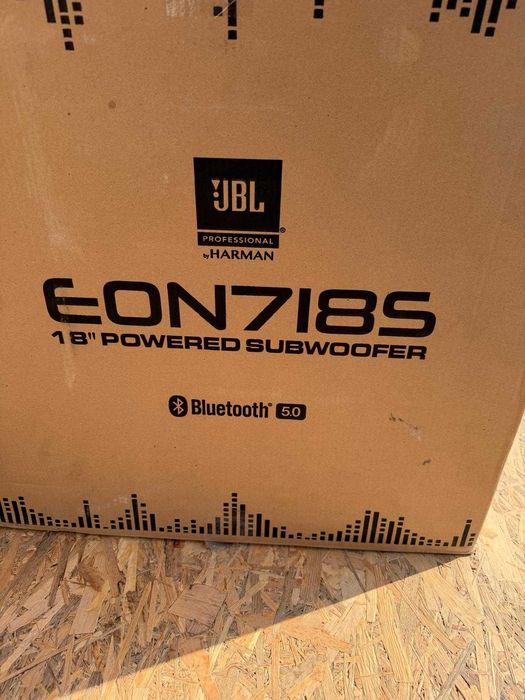 JBL
PROFESSIONAL
by HARMAN
EON718S
18" POWERED SUBWOOFER
Bluetooth® 5.0